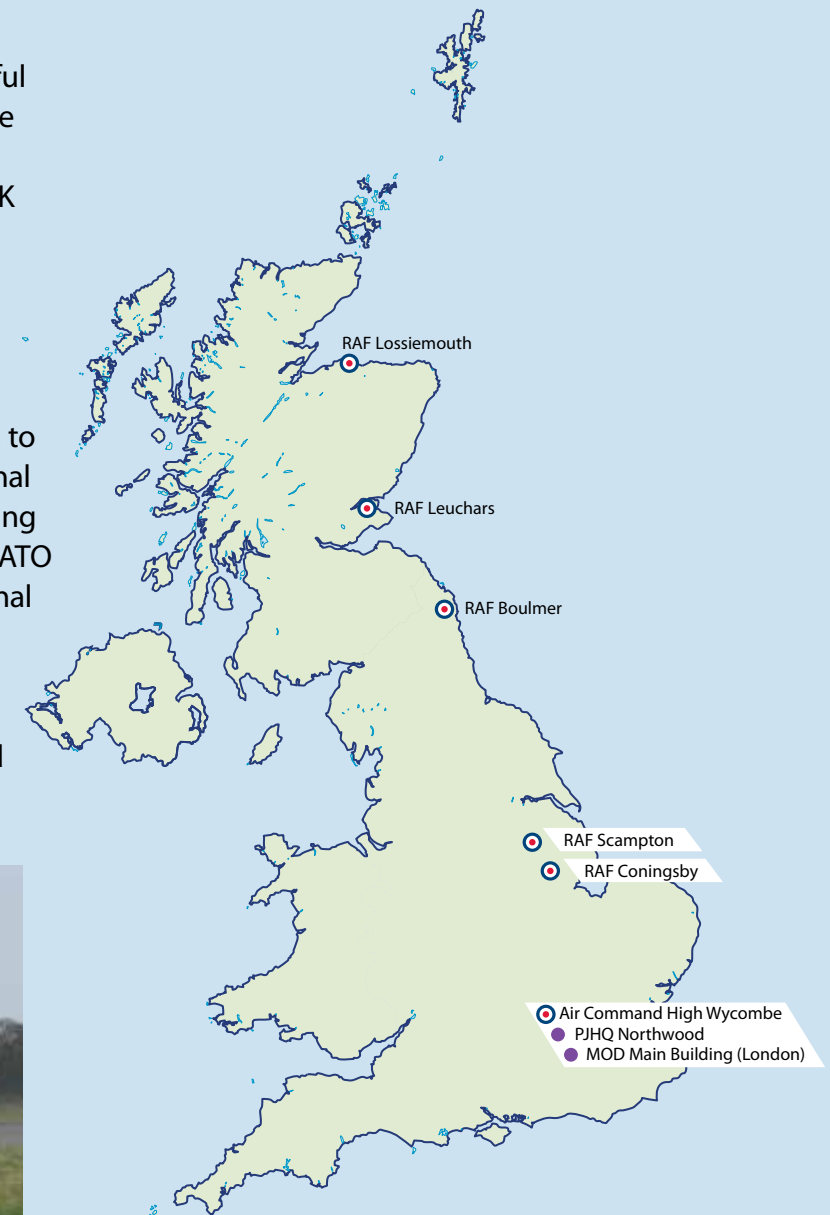 ful
e
K
to
nal
ng
ATO
nal
RAF Lossiemouth
RAF Leuchars
RAF Boulmer
RAF Scampton
RAF Coningsby
Air Command High Wycombe
PJHQ Northwood
MOD Main Building (London)